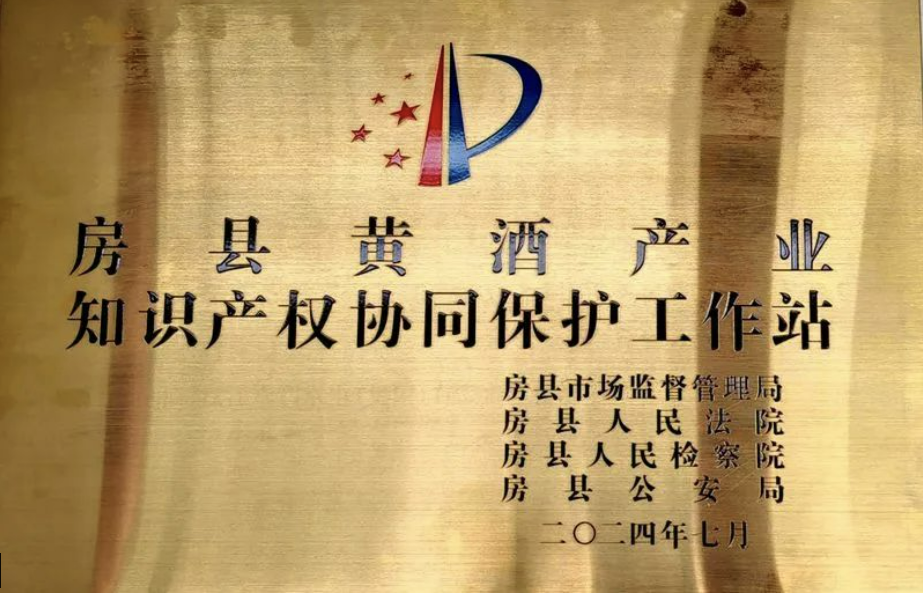 房县黄酒产业
知识产权协同保护工作站
房县市场监督管理局
房县人民法院
房县人民检察院
房县公安局
二〇二四年七月